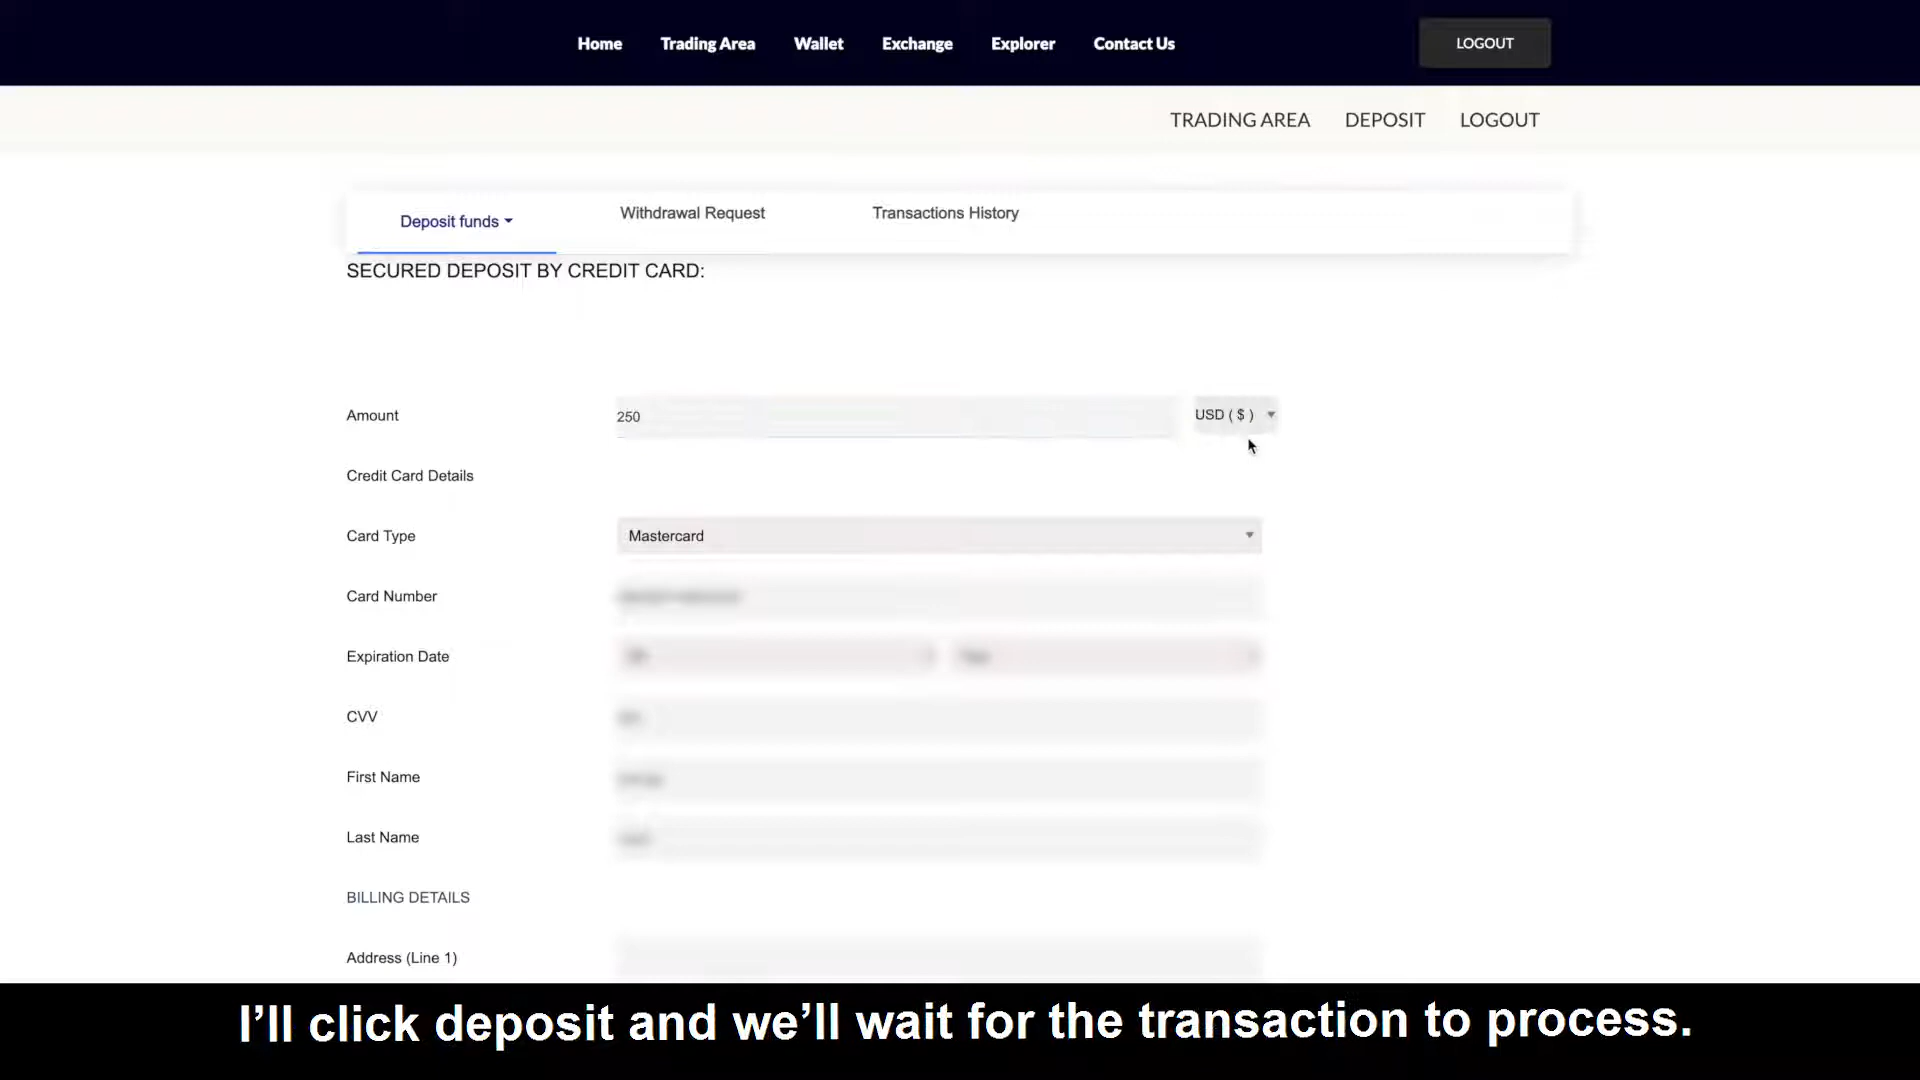 Home Trading Area Wallet Exchange Explorer Contact Us LOGOUT
TRADING AREA DEPOSIT LOGOUT
Deposit funds Withdrawal Request Transactions History
SECURED DEPOSIT BY CREDIT CARD:
Amount 250 USD ( $ )
Credit Card Details
Card Type Mastercard
Card Number
Expiration Date
CVV
First Name
Last Name
BILLING DETAILS
Address (Line 1)
I’ll click deposit and we’ll wait for the transaction to process.